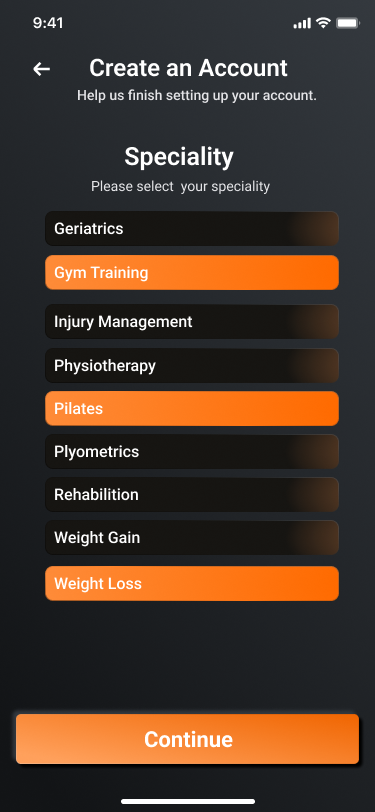 9:41
Create an Account
Help us finish setting up your account.
Speciality
Please select  your speciality
Geriatrics
Gym Training
Injury Management
Physiotherapy
Pilates
Plyometrics
Rehabilition
Weight Gain
Weight Loss
Continue